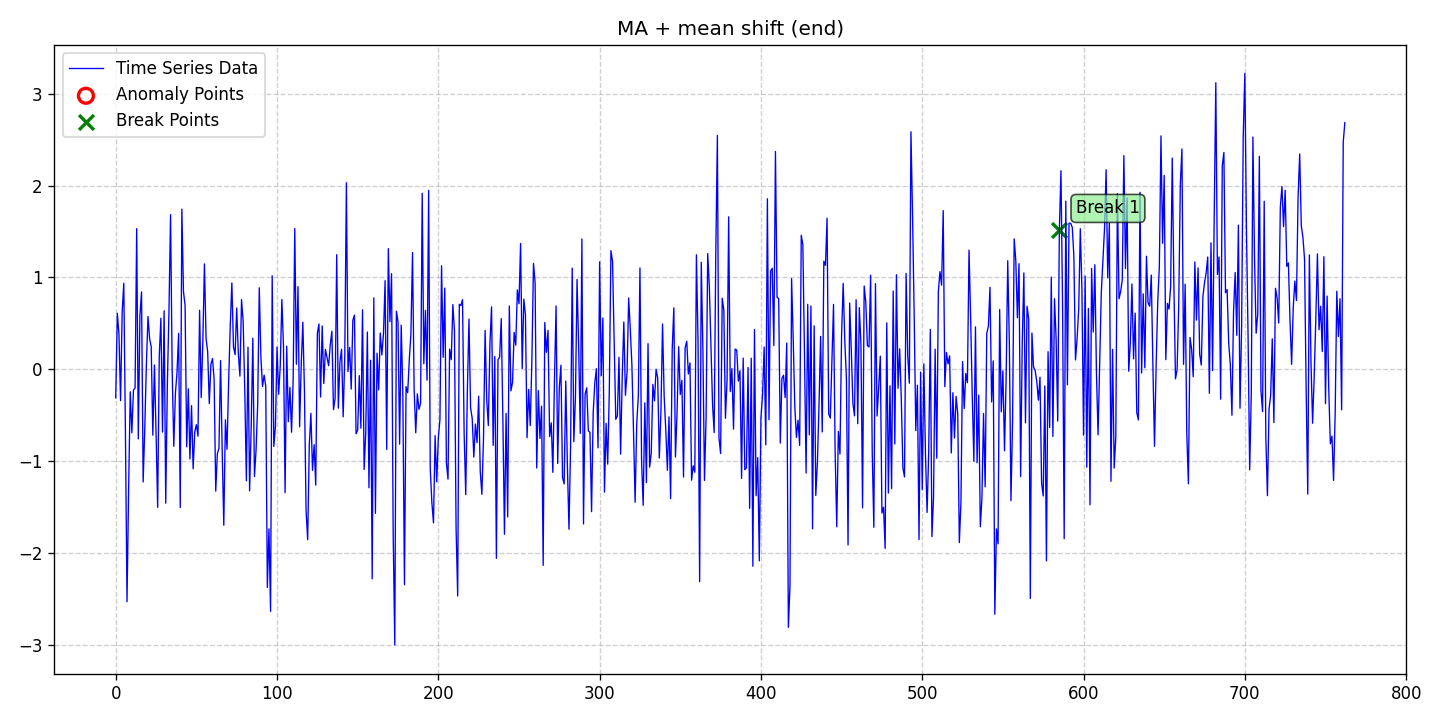 MA + mean shift (end)
Time Series Data
Anomaly Points
Break Points
Break 1
3
2
1
0
−1
−2
−3
0 100 200 300 400 500 600 700 800